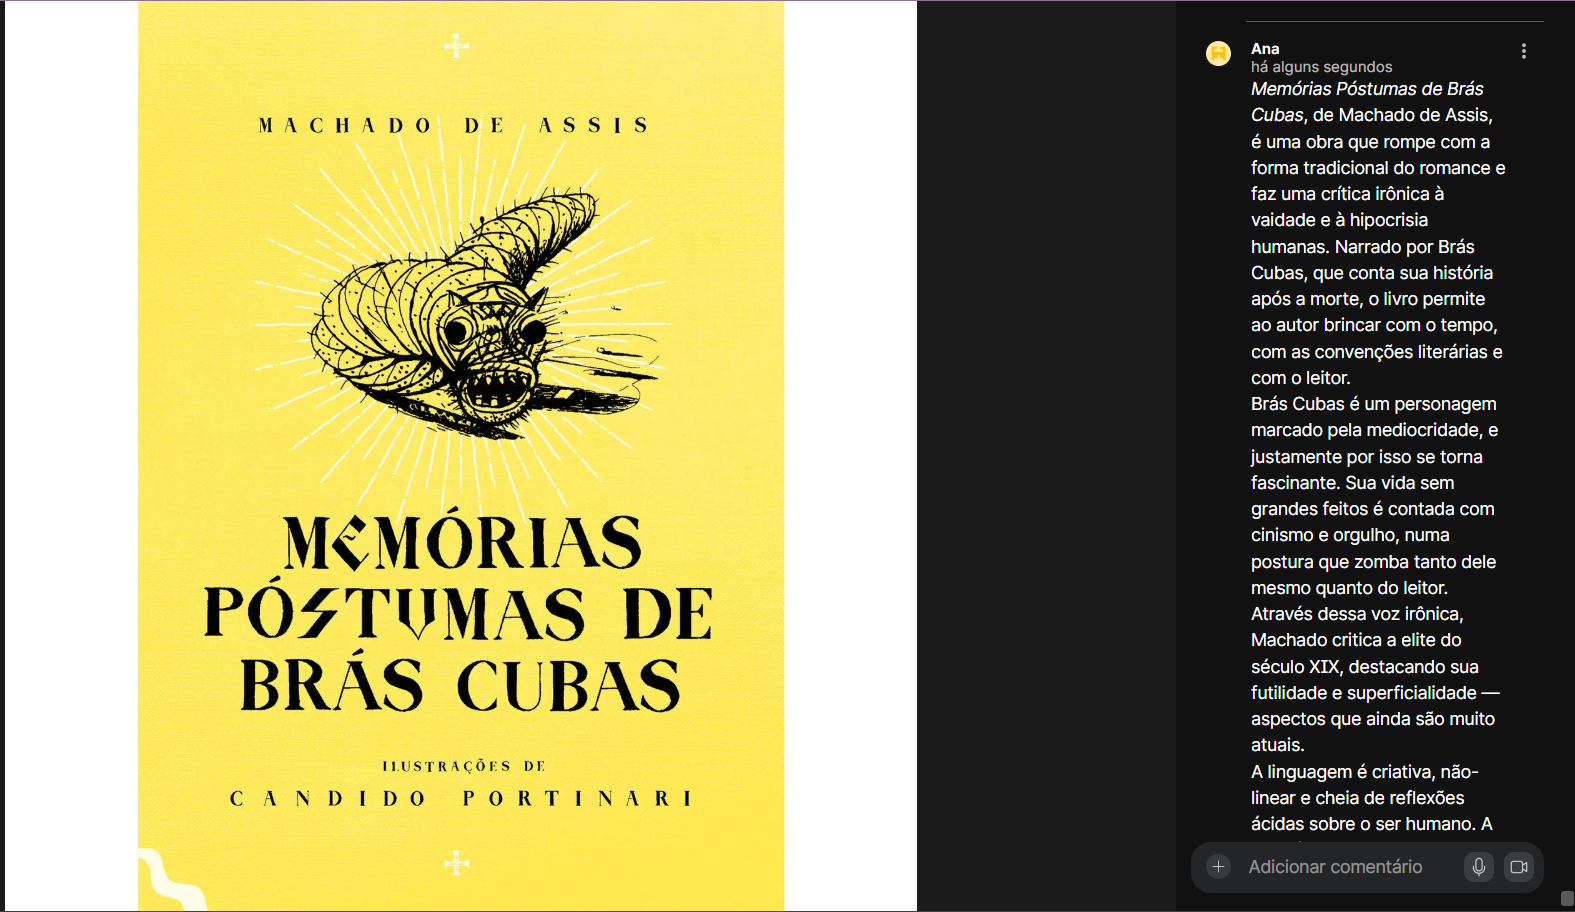 MACHADO DE ASSIS
MEMÓRIAS
PÓSTUMAS DE
BRÁS CUBAS
ILUSTRAÇÕES DE
CANDIDO PORTINARI
Ana
há alguns segundos
Memórias Póstumas de Brás
Cubas, de Machado de Assis,
é uma obra que rompe com a
forma tradicional do romance e
faz uma crítica irônica à
vaidade e à hipocrisia
humanas. Narrado por Brás
Cubas, que conta sua história
após a morte, o livro permite
ao autor brincar com o tempo,
com as convenções literárias e
com o leitor.
Brás Cubas é um personagem
marcado pela mediocridade, e
justamente por isso se torna
fascinante. Sua vida sem
grandes feitos é contada com
cinismo e orgulho, numa
postura que zomba tanto dele
mesmo quanto do leitor.
Através dessa voz irônica,
Machado critica a elite do
século XIX, destacando sua
futilidade e superficialidade —
aspectos que ainda são muito
atuais.
A linguagem é criativa, não-
linear e cheia de reflexões
ácidas sobre o ser humano. A
Adicionar comentário